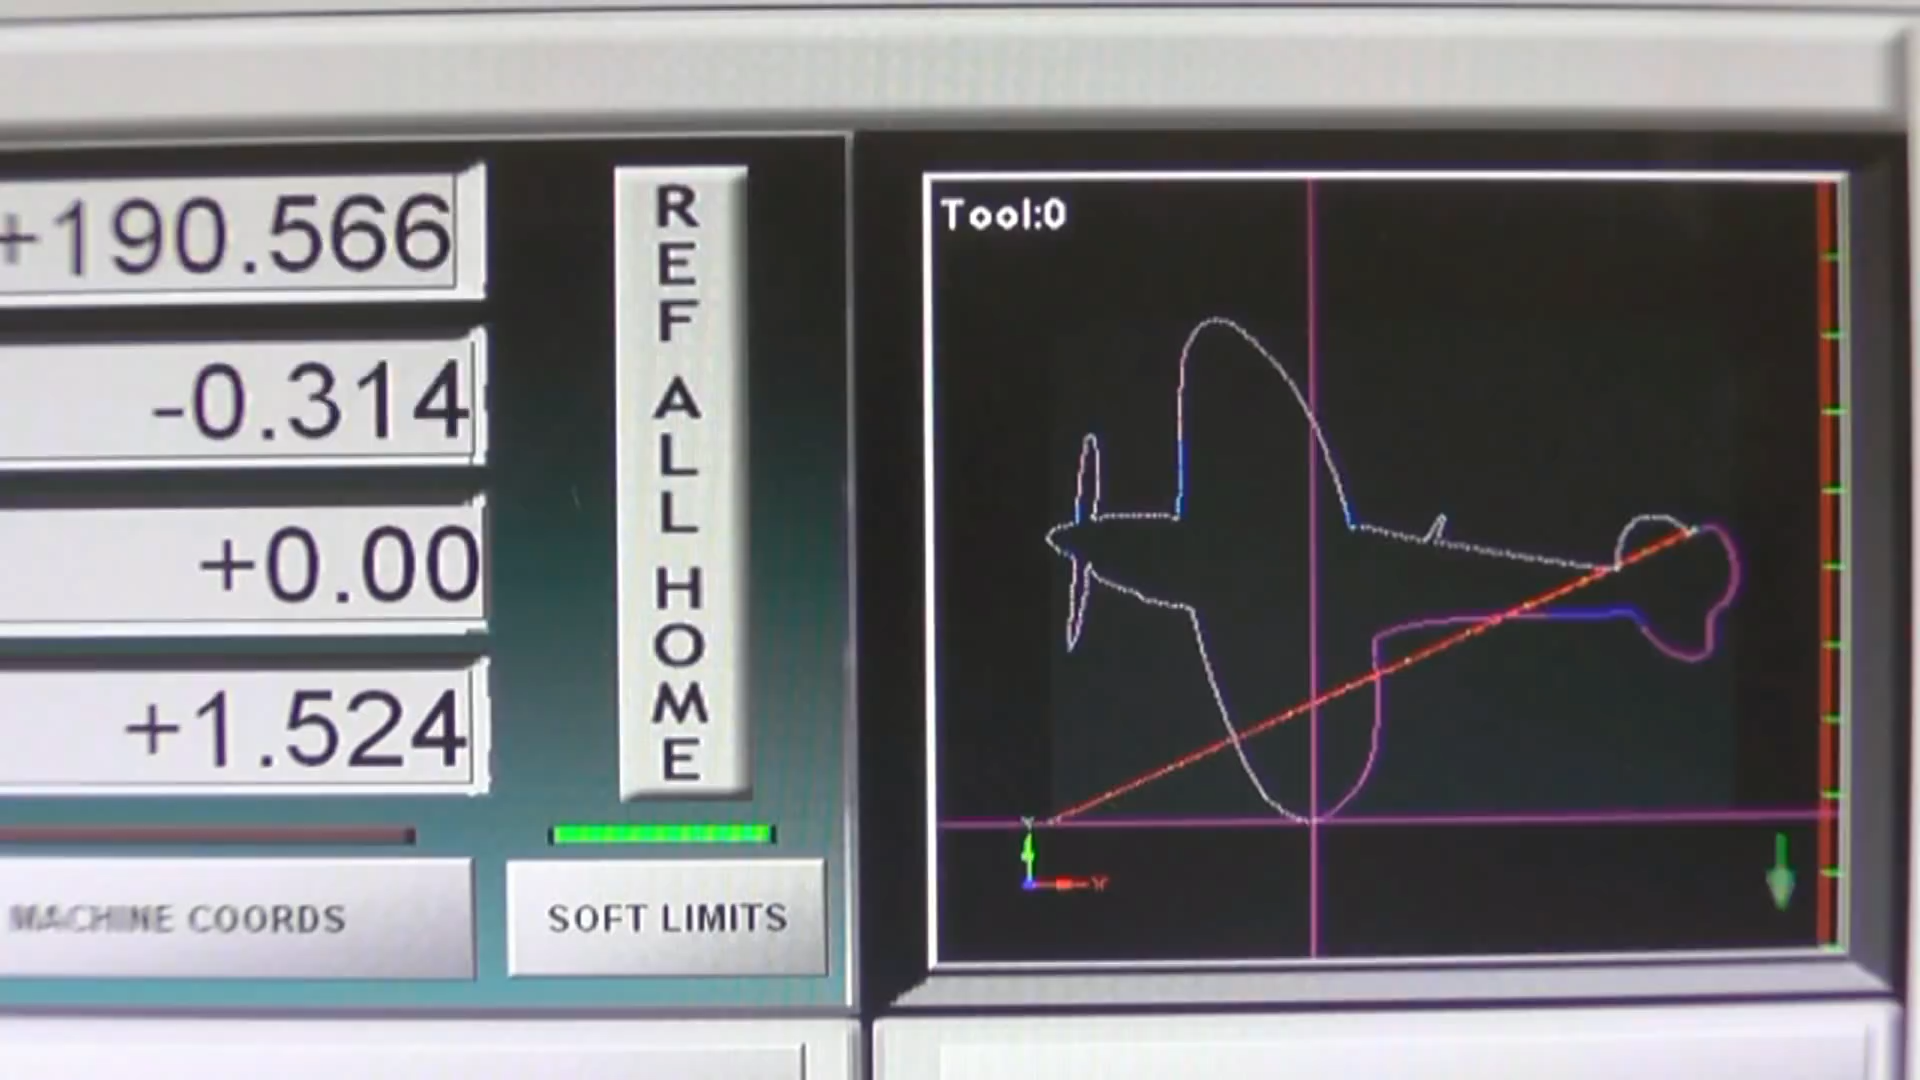 +190.566
-0.314
+0.00
+1.524
REF ALL HOME
MACHINE COORDS
SOFT LIMITS
Tool:0
Y